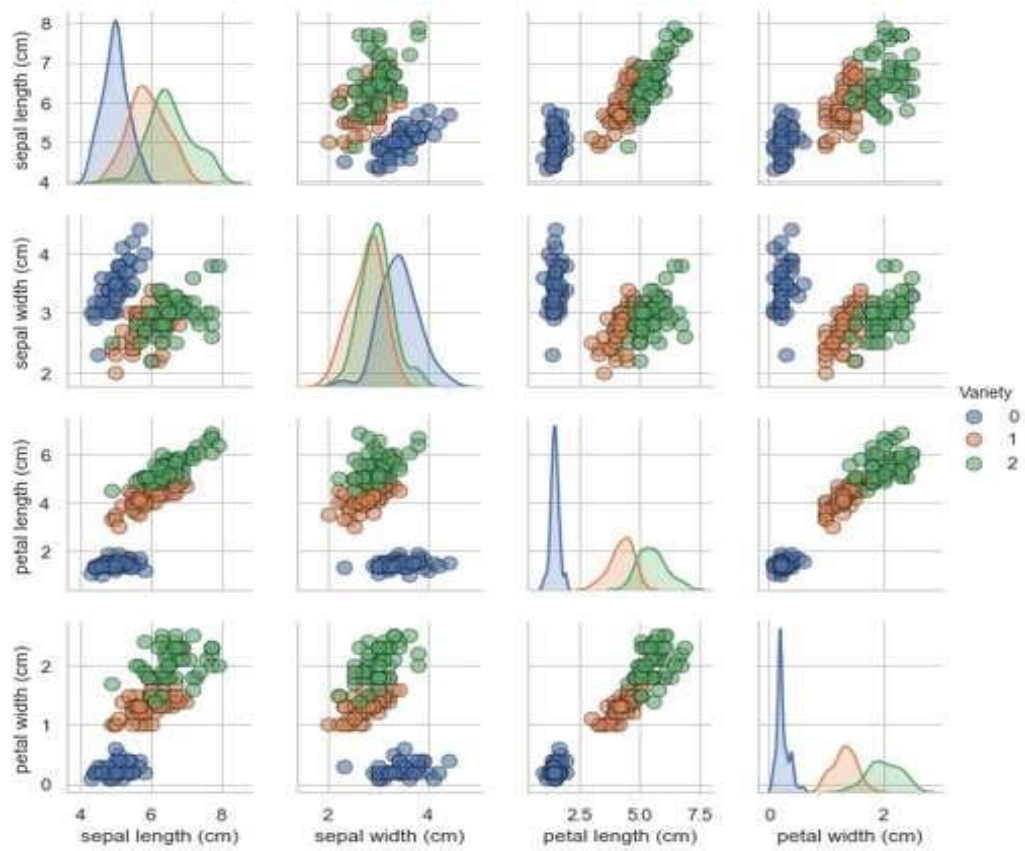 sepal length (cm)
8
7
6
5
4
sepal width (cm)
4
3
2
petal length (cm)
6
4
2
petal width (cm)
2
1
0
4 6 8
sepal length (cm)
2 4
sepal width (cm)
2.5 5.0 7.5
petal length (cm)
0 2
petal width (cm)
Variety
0
1
2